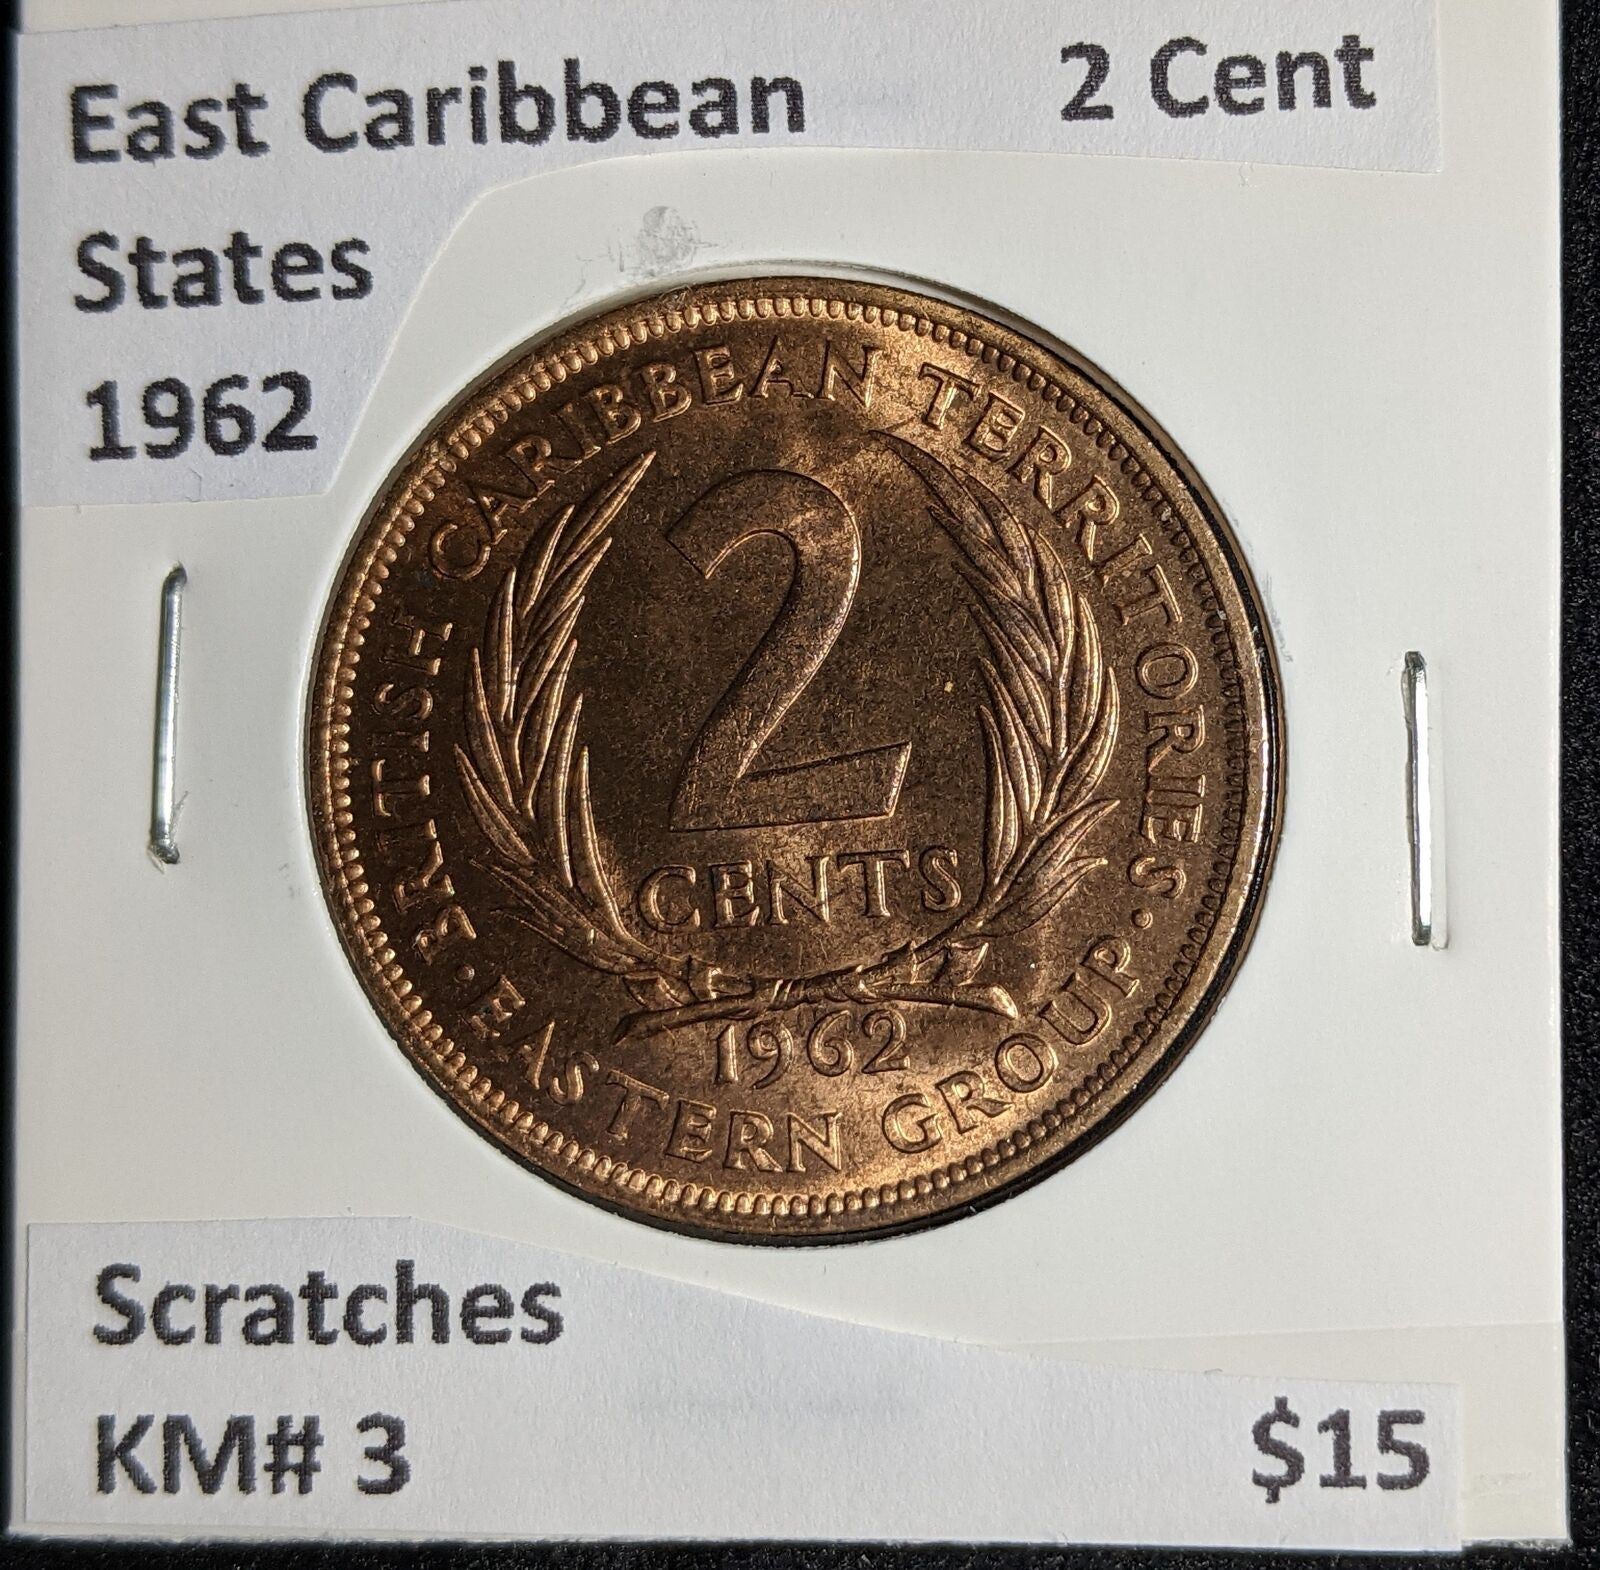 East Caribbean 2 Cent
States
1962
BRITISH CARIBBEAN TERRITORIES ·
2
CENTS
1962
· EASTERN GROUP
Scratches
KM# 3 $15